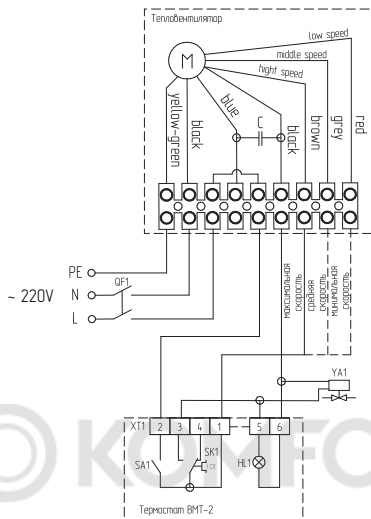 Тепловентилятор
low speed
middle speed
hight speed
M
yellow-green
black
blue
C
black
brown
grey
red
PE
N
L
QF1
~ 220V
максимальная
скорость
средняя
скорость
минимальная
скорость
YA1
XT1
2
3
4
1
5
6
SA1
SK1
HL1
Термостат ВМТ-2
KOMFO